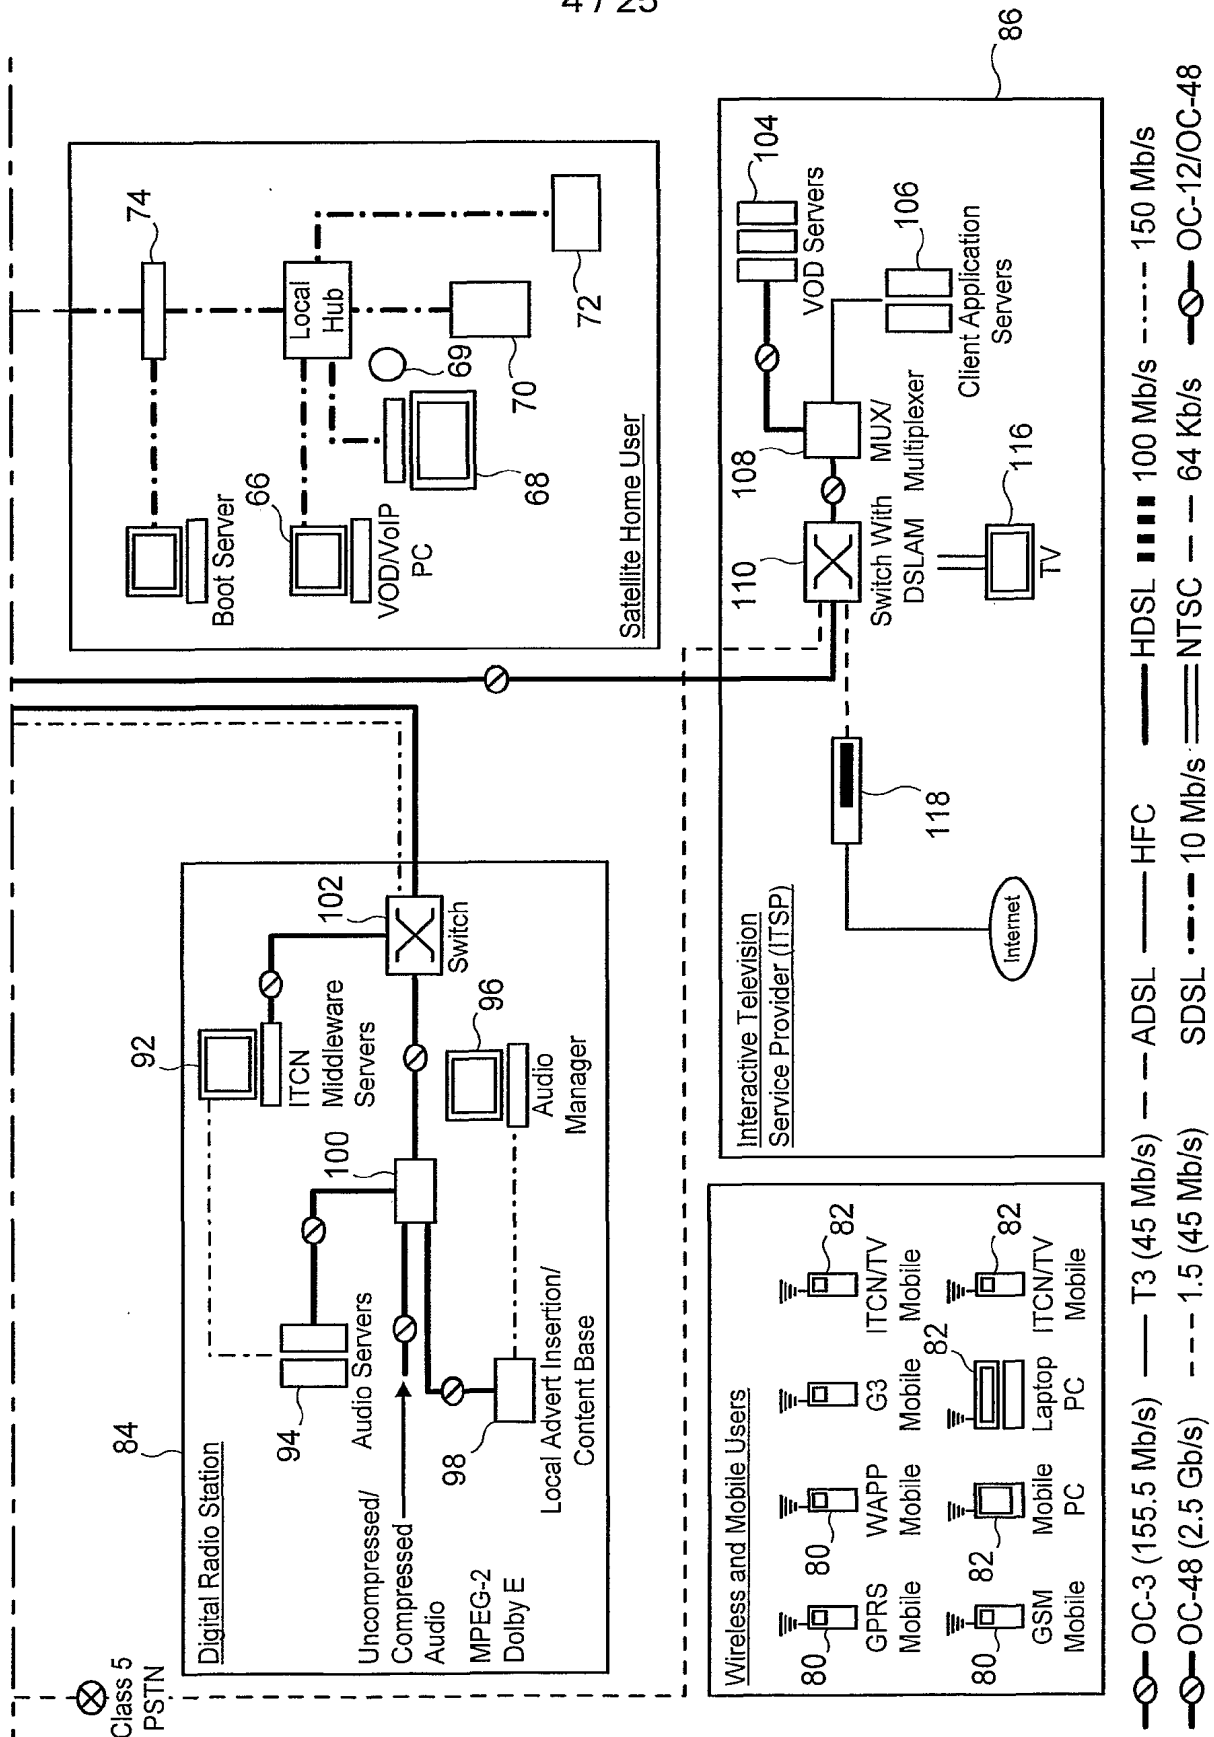 4 / 25
Class 5
PSTN
84
Digital Radio Station
Uncompressed/
Compressed
Audio
MPEG-2
Dolby E
94
Audio Servers
98
Local Advert Insertion/
Content Base
92
ITCN
Middleware
Servers
100
96
Audio
Manager
102
Switch
74
Boot Server
66
VOD/VoIP
PC
Local
Hub
68
69
70
72
Satellite Home User
Wireless and Mobile Users
80
GPRS
Mobile
80
WAPP
Mobile
G3
Mobile
82
ITCN/TV
Mobile
80
GSM
Mobile
82
Mobile
PC
82
Laptop
PC
82
ITCN/TV
Mobile
86
Interactive Television
Service Provider (ITSP)
Internet
118
110
Switch With
DSLAM
108
MUX/
Multiplexer
104
VOD Servers
106
Client Application
Servers
116
TV
OC-3 (155.5 Mb/s) T3 (45 Mb/s) ADSL HFC HDSL 100 Mb/s 150 Mb/s
OC-48 (2.5 Gb/s) 1.5 (45 Mb/s) SDSL 10 Mb/s NTSC 64 Kb/s OC-12/OC-48